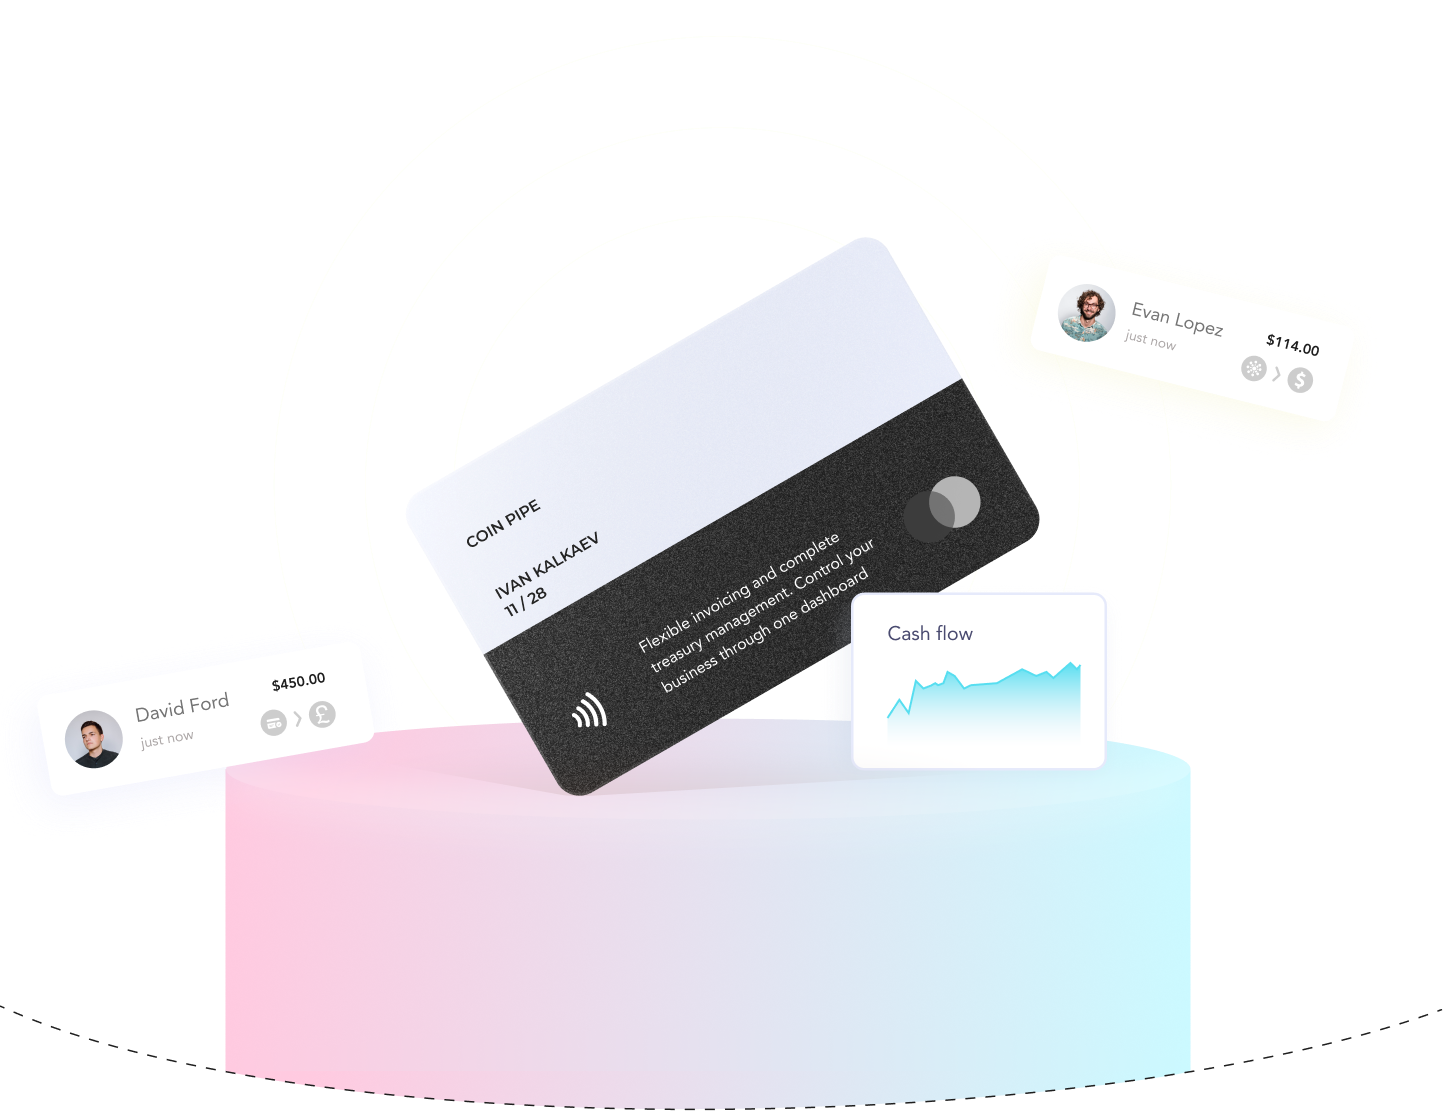 Evan Lopez
just now
$114.00
COIN PIPE
IVAN KALKAEV
11 / 28
Flexible invoicing and complete
treasury management. Control your
business through one dashboard
Cash flow
David Ford
just now
$450.00